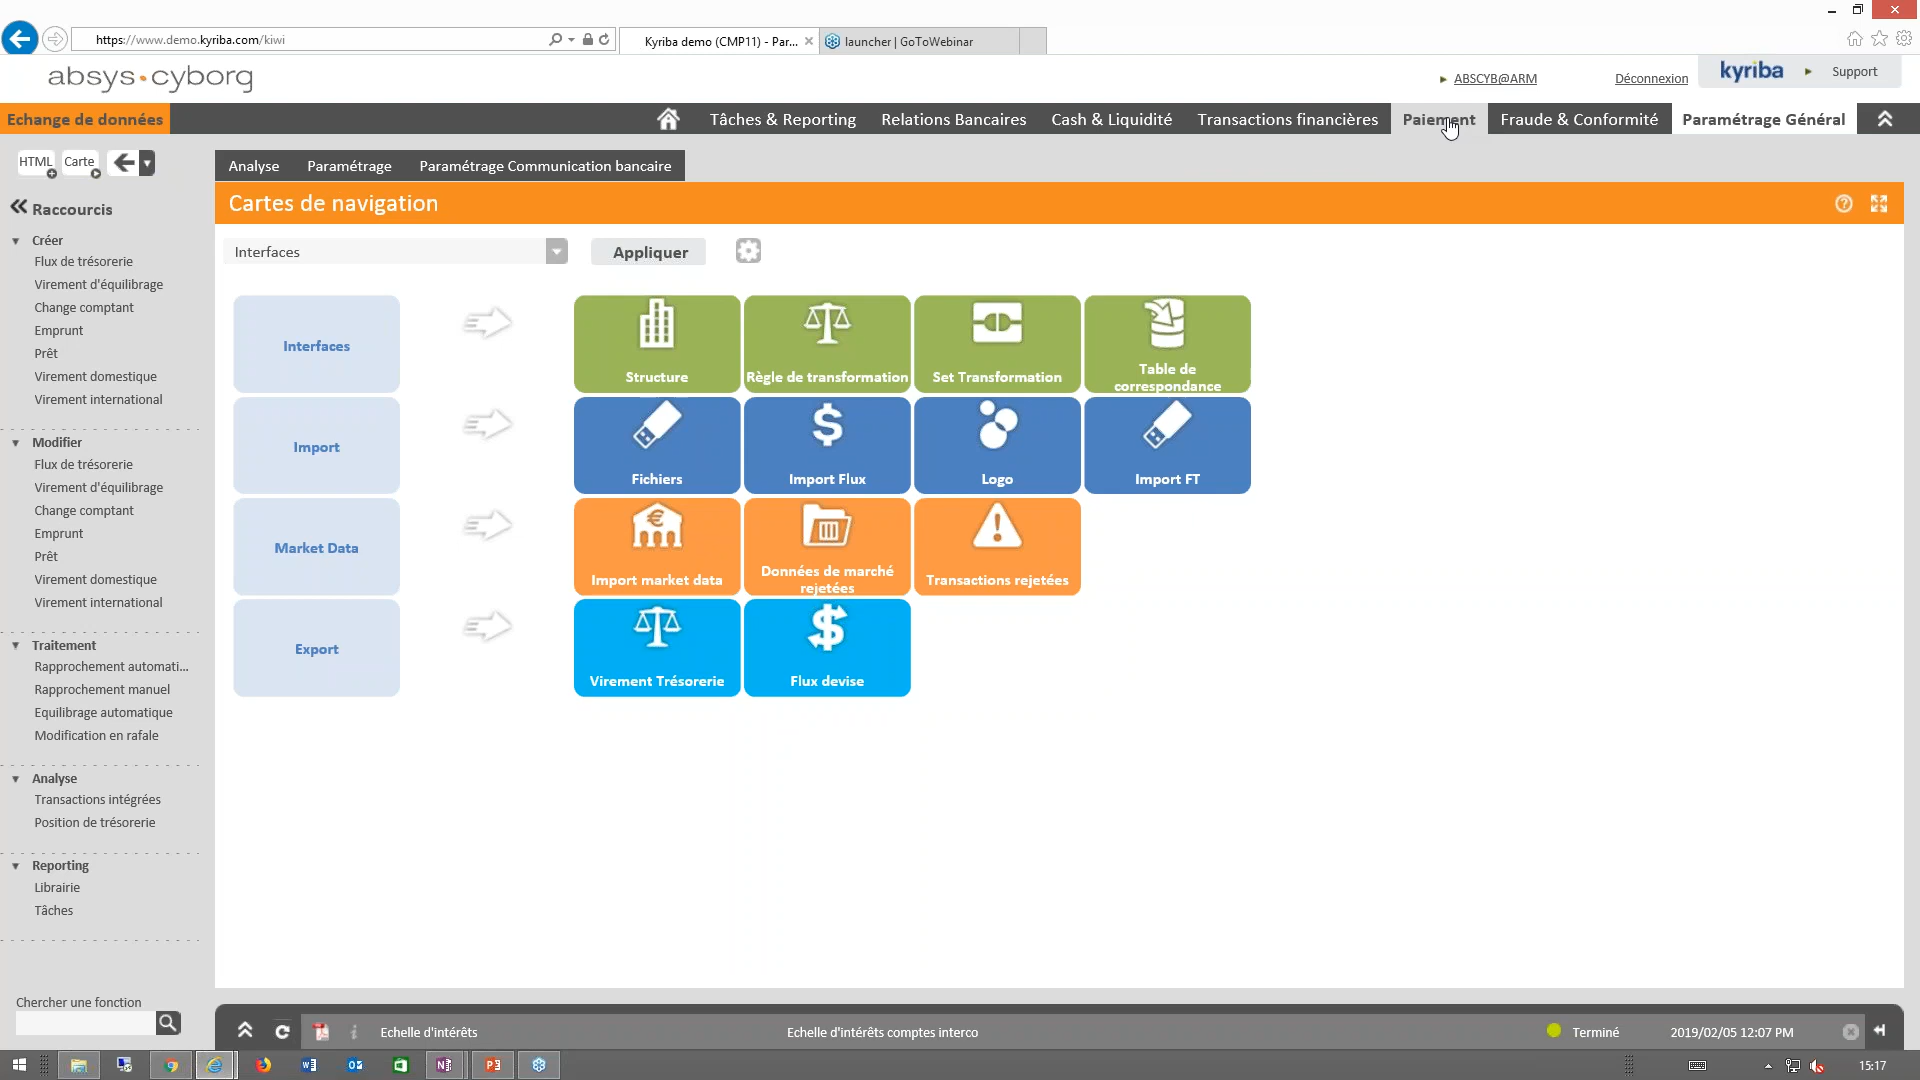 https://www.demo.kyriba.com/kiwi
Kyriba demo (CMP11) - Par...
launcher | GoToWebinar
absys cyborg
ABSCYB@ARM
Déconnexion
kyriba
Support
Echange de données
Tâches & Reporting
Relations Bancaires
Cash & Liquidité
Transactions financières
Paiement
Fraude & Conformité
Paramétrage Général
HTML
Carte
Analyse
Paramétrage
Paramétrage Communication bancaire
Raccourcis
Cartes de navigation
Créer
Flux de trésorerie
Virement d'équilibrage
Change comptant
Emprunt
Prêt
Virement domestique
Virement international
Modifier
Flux de trésorerie
Virement d'équilibrage
Change comptant
Emprunt
Prêt
Virement domestique
Virement international
Traitement
Rapprochement automati...
Rapprochement manuel
Equilibrage automatique
Modification en rafale
Analyse
Transactions intégrées
Position de trésorerie
Reporting
Librairie
Tâches
Chercher une fonction
Interfaces
Appliquer
Interfaces
Structure
Règle de transformation
Set Transformation
Table de
correspondance
Import
Fichiers
Import Flux
Logo
Import FT
Market Data
Import market data
Données de marché
rejetées
Transactions rejetées
Export
Virement Trésorerie
Flux devise
Echelle d'intérêts
Echelle d'intérêts comptes interco
Terminé
2019/02/05 12:07 PM
15:17